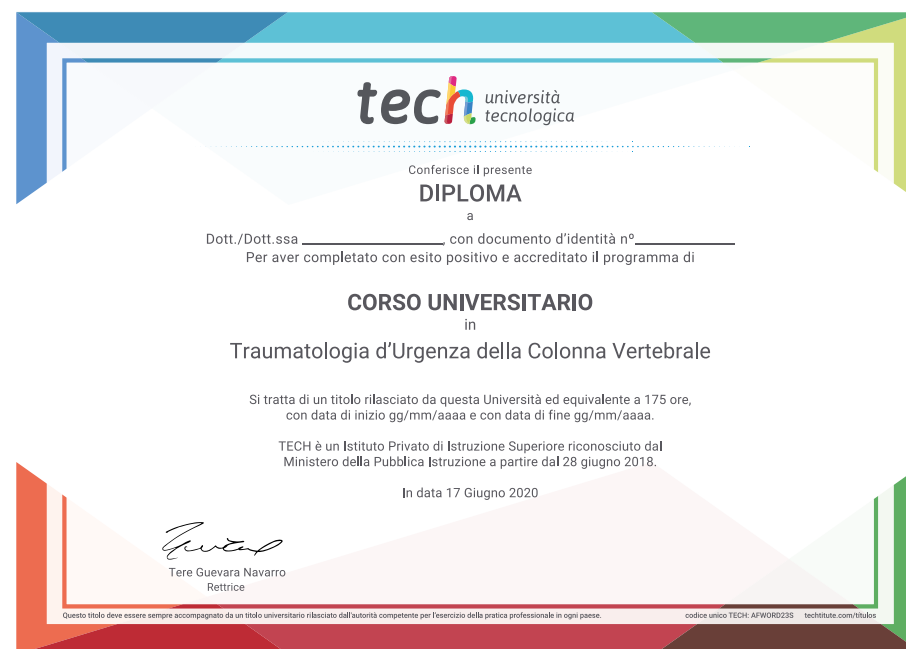 tech università
tecnologica
Conferisce il presente
DIPLOMA
a
Dott./Dott.ssa ____________________, con documento d'identità nº______________
Per aver completato con esito positivo e accreditato il programma di
CORSO UNIVERSITARIO
in
Traumatologia d'Urgenza della Colonna Vertebrale
Si tratta di un titolo rilasciato da questa Università ed equivalente a 175 ore,
con data di inizio gg/mm/aaaa e con data di fine gg/mm/aaaa.
TECH è un Istituto Privato di Istruzione Superiore riconosciuto dal
Ministero della Pubblica Istruzione a partire dal 28 giugno 2018.
In data 17 Giugno 2020
Tere Guevara Navarro
Rettrice
Questo titolo deve essere sempre accompagnato da un titolo universitario rilasciato dall'autorità competente per l'esercizio della pratica professionale in ogni paese. codice unico TECH: AFWORD23S techtitute.com/títulos